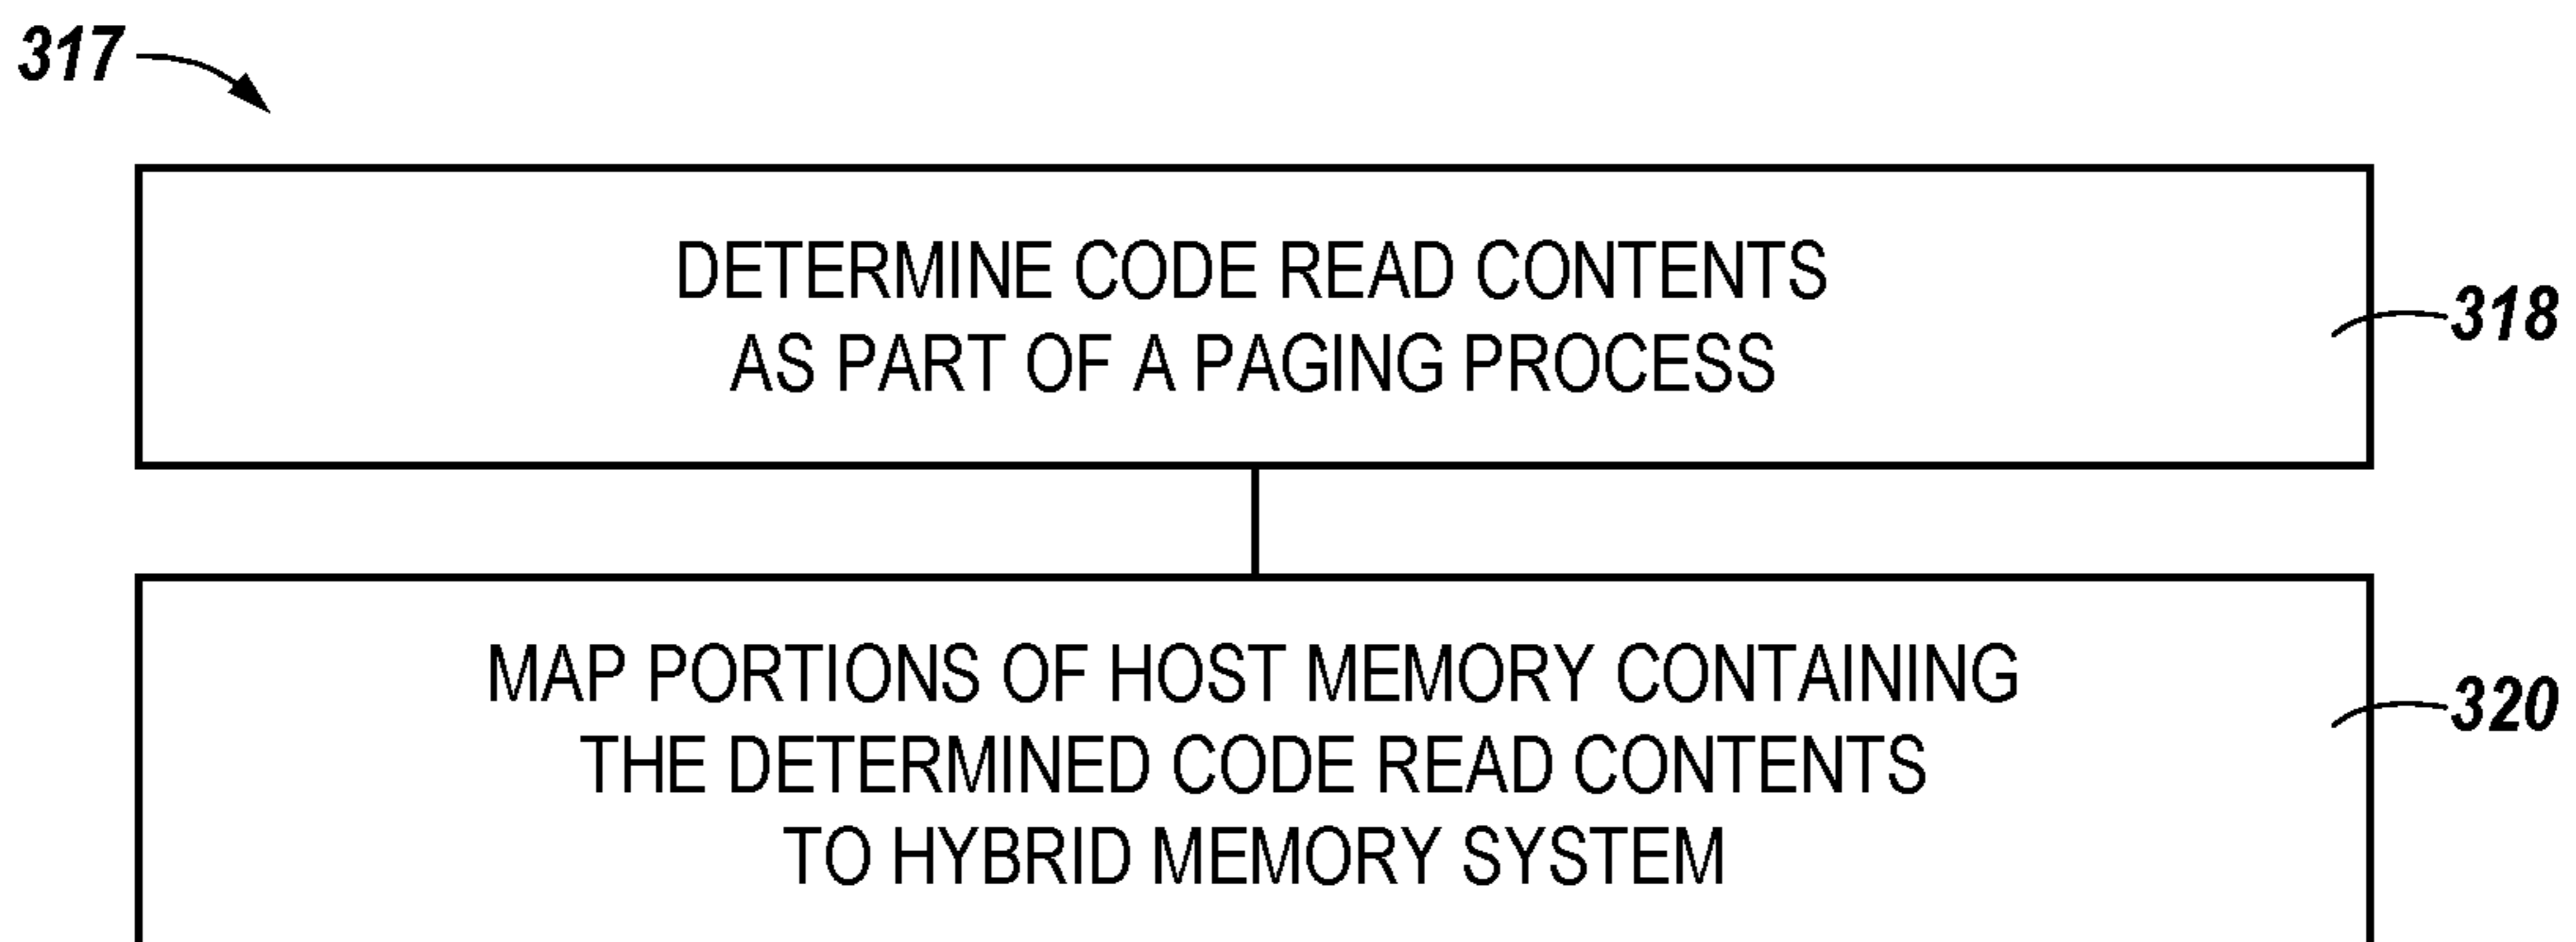 317
DETERMINE CODE READ CONTENTS
AS PART OF A PAGING PROCESS
318
MAP PORTIONS OF HOST MEMORY CONTAINING
THE DETERMINED CODE READ CONTENTS
TO HYBRID MEMORY SYSTEM
320